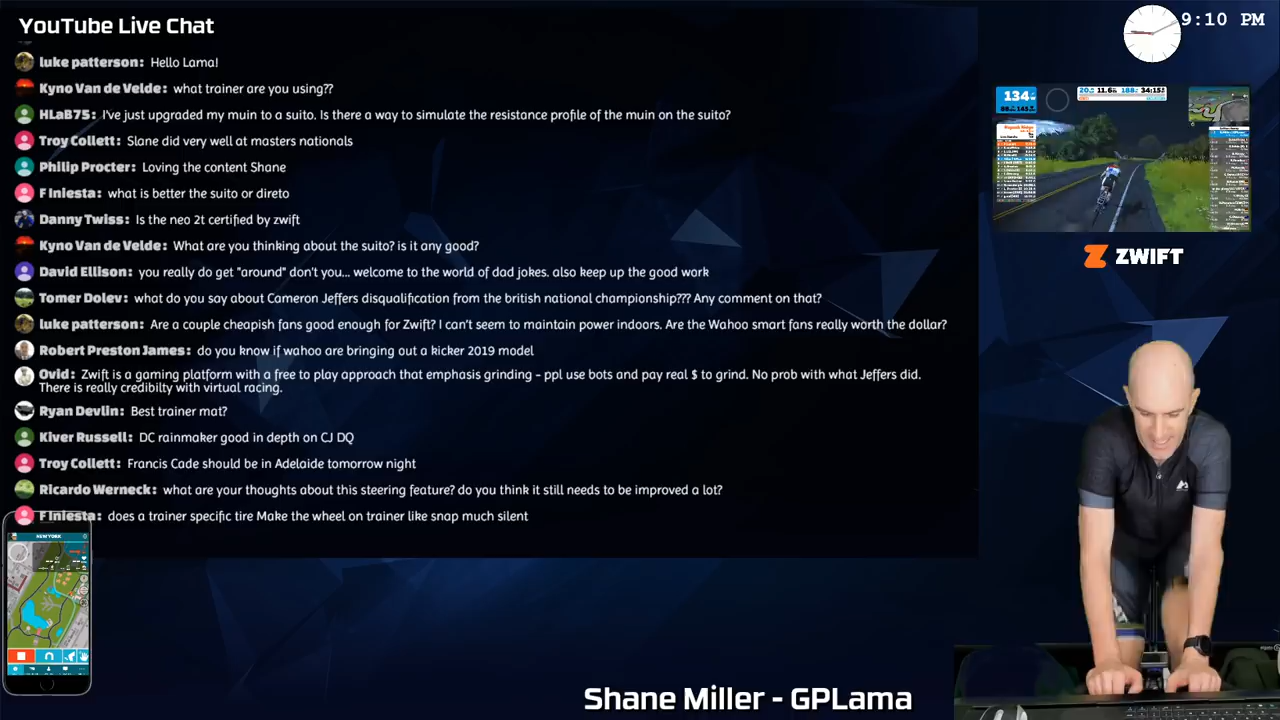 YouTube Live Chat
luke patterson: Hello Lama!
Kyno Van de Velde: what trainer are you using??
HLaB75: I've just upgraded my muin to a suito is there a way to simulate the resistance profile of the muin on the suito?
Troy Collett: Slane did very well at masters nationals
Philip Procter: Loving the content Shane
F Iniesta: what is better the suito or direto
Danny Twiss: Is the neo 2t certified by zwift
Kyno Van de Velde: What are you thinking about the suito? is it any good?
David Ellison: you really do get "around" don't you... welcome to the world of dad jokes. also keep up the good work
Tomer Dolev: what do you say about Cameron Jeffers disqualification from the british national championship??? Any comment on that?
luke patterson: Are a couple cheapish fans good enough for Zwift? I can't seem to maintain power indoors. Are the Wahoo smart fans really worth the dollar?
Robert Preston James: do you know if wahoo are bringing out a kicker 2019 model
Ovid: Zwift is a gaming platform with a free to play approach that emphasis grinding - ppl use bots and pay real $ to grind. No prob with what Jeffers did.
There is really crediblity with virtual racing.
Ryan Devlin: Best trainer mat?
Kiver Russell: DC rainmaker good in depth on CJ DQ
Troy Collett: Francis Cade should be in Adelaide tomorrow night
Ricardo Werneck: what are your thoughts about this steering feature? do you think it still needs to be improved a lot?
F Iniesta: does a trainer specific tire Make the wheel on trainer like snap much silent
9:10 PM
134
11.6
188
34:15
ZWIFT
NEW YORK
Shane Miller - GPLama